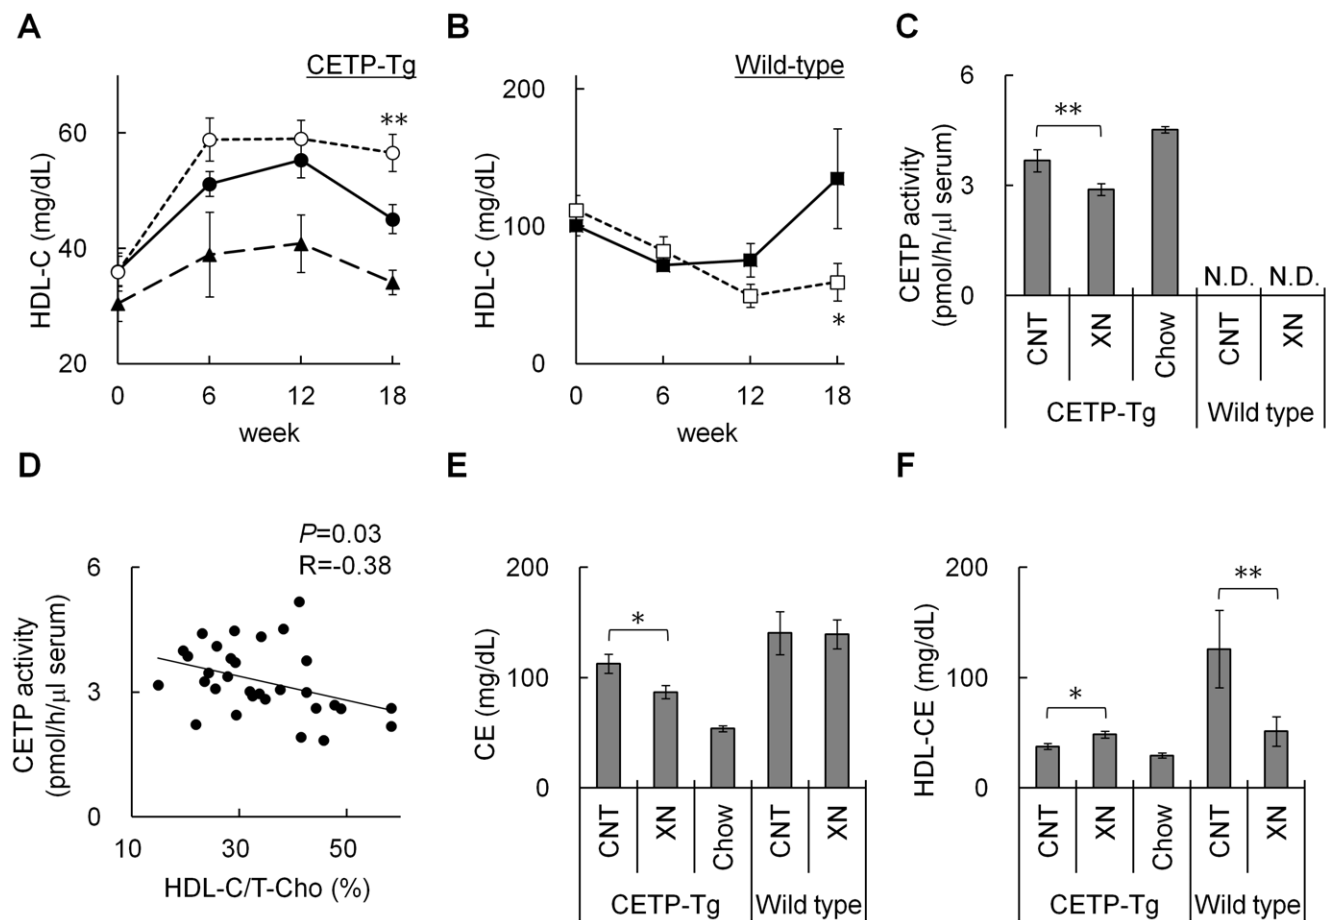 A
CETP-Tg
HDL-C (mg/dL)
60
40
20
**
0
6
12
18
week
B
Wild-type
HDL-C (mg/dL)
200
100
0
*
0
6
12
18
week
C
CETP activity
(pmol/h/μl serum)
6
3
0
**
N.D.
N.D.
CNT
XN
Chow
CNT
XN
CETP-Tg
Wild type
D
P=0.03
R=-0.38
CETP activity
(pmol/h/μl serum)
6
3
0
10
30
50
HDL-C/T-Cho (%)
E
CE (mg/dL)
200
100
0
*
CNT
XN
Chow
CNT
XN
CETP-Tg
Wild type
F
HDL-CE (mg/dL)
200
100
0
*
**
CNT
XN
Chow
CNT
XN
CETP-Tg
Wild type